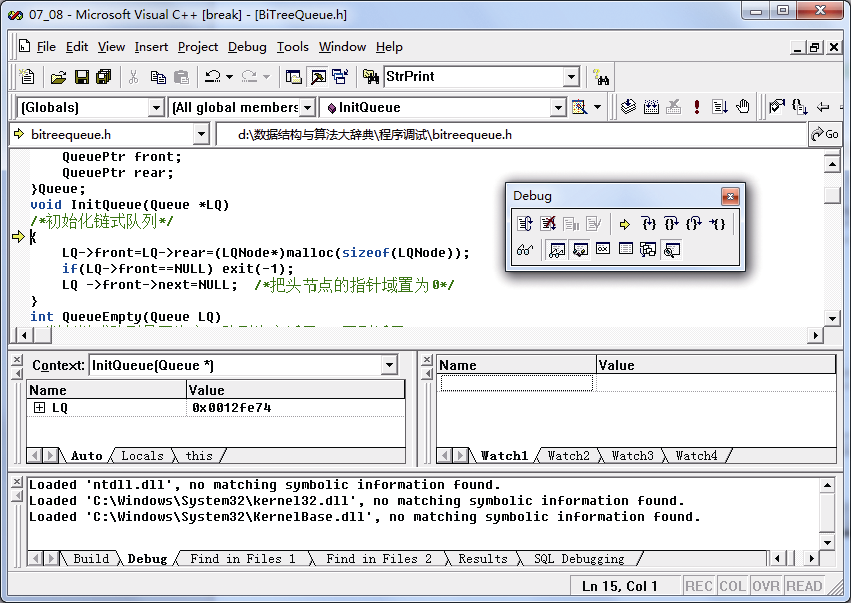 07_08 - Microsoft Visual C++ [break] - [BiTreeQueue.h]
File Edit View Insert Project Debug Tools Window Help
StrPrint
(Globals) (All global members InitQueue
bitreequeue.h d:\数据结构与算法大辞典\程序调试\bitreequeue.h Go
QueuePtr front;
QueuePtr rear;
}Queue;
void InitQueue(Queue *LQ)
/*初始化链式队列*/
{
LQ->front=LQ->rear=(LQNode*)malloc(sizeof(LQNode));
if(LQ->front==NULL) exit(-1);
LQ ->front->next=NULL; /*把头节点的指针域置为0*/
}
int QueueEmpty(Queue LQ)
Debug
Context: InitQueue(Queue *)
Name Value
LQ 0x0012fe74
Auto Locals this
Name Value
Watch1 Watch2 Watch3 Watch4
Loaded 'ntdll.dll', no matching symbolic information found.
Loaded 'C:\Windows\System32\kernel32.dll', no matching symbolic information found.
Loaded 'C:\Windows\System32\KernelBase.dll', no matching symbolic information found.
Build Debug Find in Files 1 Find in Files 2 Results SQL Debugging
Ln 15, Col 1 REC COL OVR READ